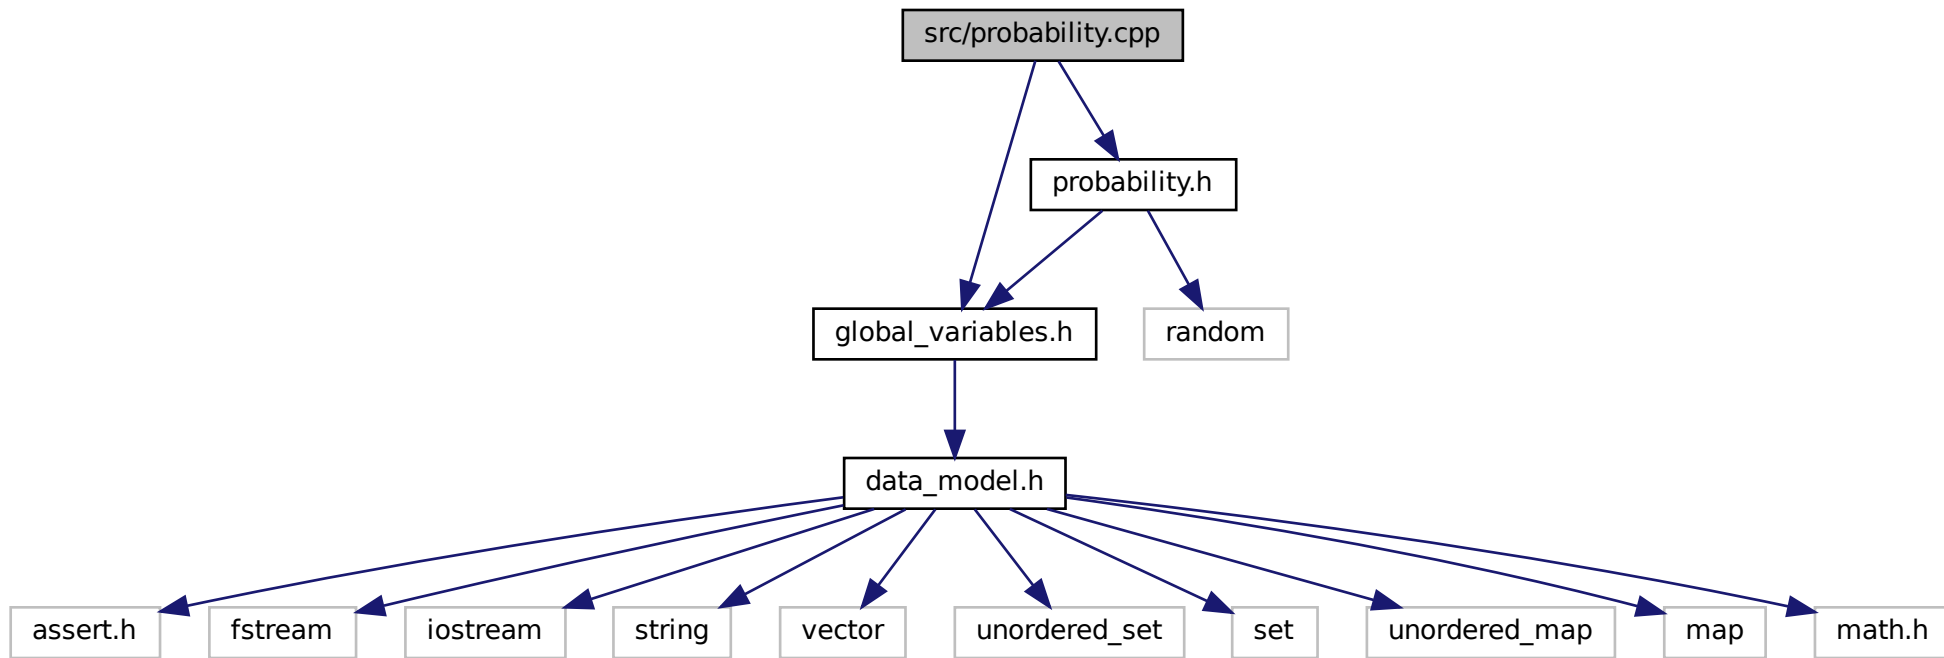 src/probability.cpp
probability.h
global_variables.h
random
data_model.h
assert.h
fstream
iostream
string
vector
unordered_set
set
unordered_map
map
math.h